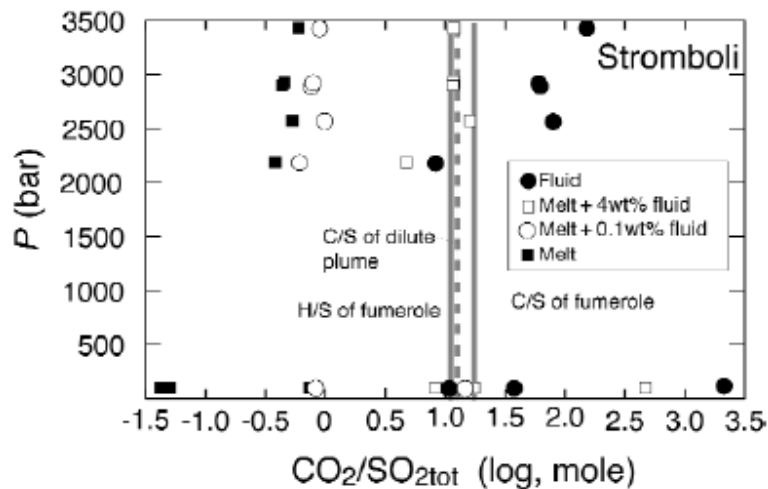 3500
3000
2500
2000
1500
1000
500
P (bar)
Stromboli
Fluid
Melt + 4wt% fluid
Melt + 0.1wt% fluid
Melt
C/S of dilute
plume
H/S of fumerole
C/S of fumerole
-1.5 -1.0 -0.5 0 0.5 1.0 1.5 2.0 2.5 3.0 3.5
CO₂/SO₂tot (log, mole)